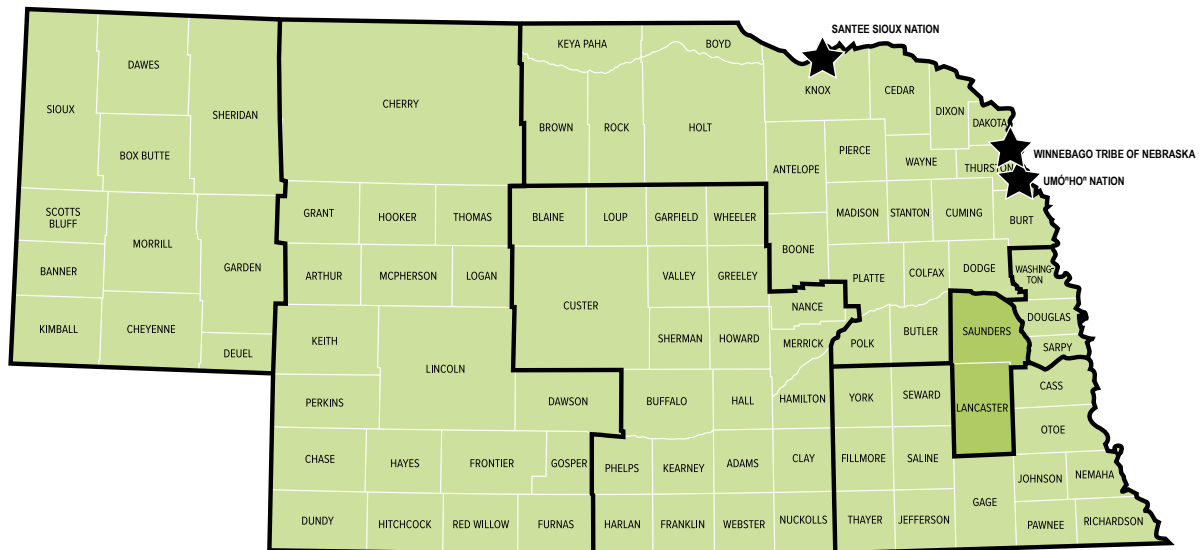 SANTEE SIOUX NATION
KEYA PAHA
BOYD
DAWES
SIOUX
CHERRY
KNOX
CEDAR
SHERIDAN
DIXON
DAKOTA
BROWN
ROCK
HOLT
BOX BUTTE
PIERCE
WINNEBAGO TRIBE OF NEBRASKA
ANTELOPE
WAYNE
THURSTON
UMÓⁿHOⁿ NATION
SCOTTS
BLUFF
GRANT
HOOKER
THOMAS
BLAINE
LOUP
GARFIELD
WHEELER
MADISON
STANTON
CUMING
BURT
MORRILL
BOONE
BANNER
GARDEN
ARTHUR
MCPHERSON
LOGAN
VALLEY
GREELEY
PLATTE
COLFAX
DODGE
WASHING-
TON
CUSTER
NANCE
KIMBALL
CHEYENNE
DOUGLAS
KEITH
SHERMAN
HOWARD
MERRICK
POLK
BUTLER
SAUNDERS
SARPY
DEUEL
LINCOLN
CASS
PERKINS
DAWSON
BUFFALO
HALL
HAMILTON
YORK
SEWARD
LANCASTER
OTOE
CHASE
HAYES
FRONTIER
GOSPER
PHELPS
KEARNEY
ADAMS
CLAY
FILLMORE
SALINE
JOHNSON
NEMAHA
GAGE
DUNDY
HITCHCOCK
RED WILLOW
FURNAS
HARLAN
FRANKLIN
WEBSTER
NUCKOLLS
THAYER
JEFFERSON
PAWNEE
RICHARDSON